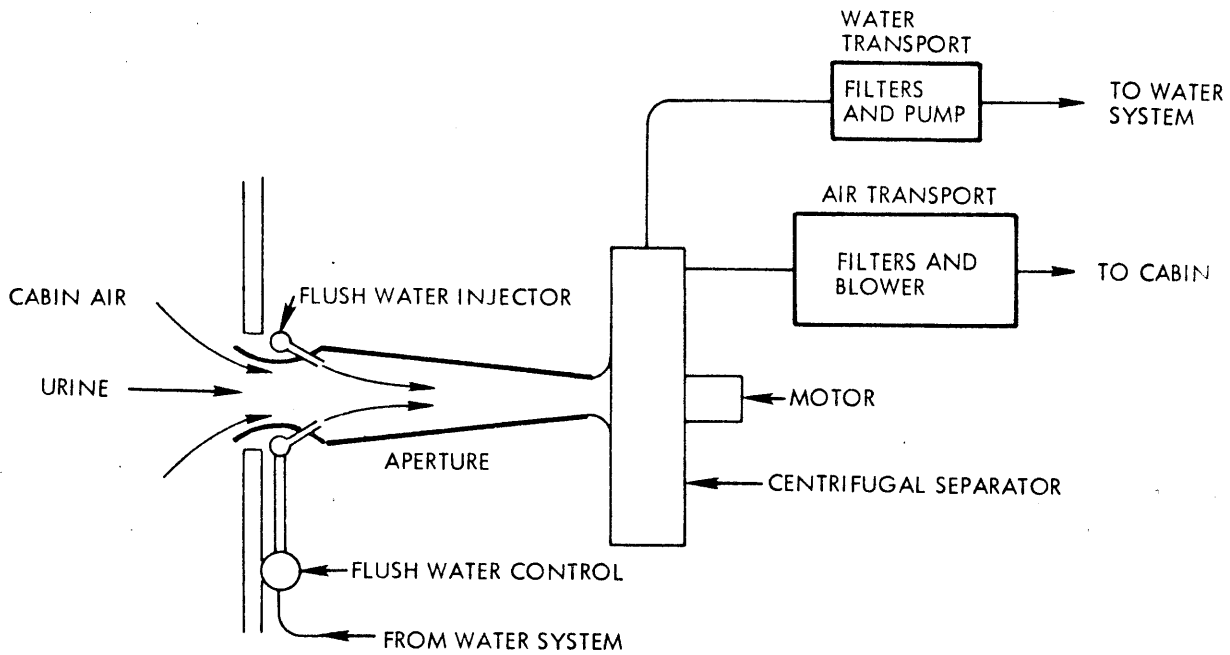 WATER
TRANSPORT
FILTERS
AND PUMP
TO WATER
SYSTEM
AIR TRANSPORT
FILTERS AND
BLOWER
TO CABIN
CABIN AIR
FLUSH WATER INJECTOR
URINE
MOTOR
APERTURE
CENTRIFUGAL SEPARATOR
FLUSH WATER CONTROL
FROM WATER SYSTEM